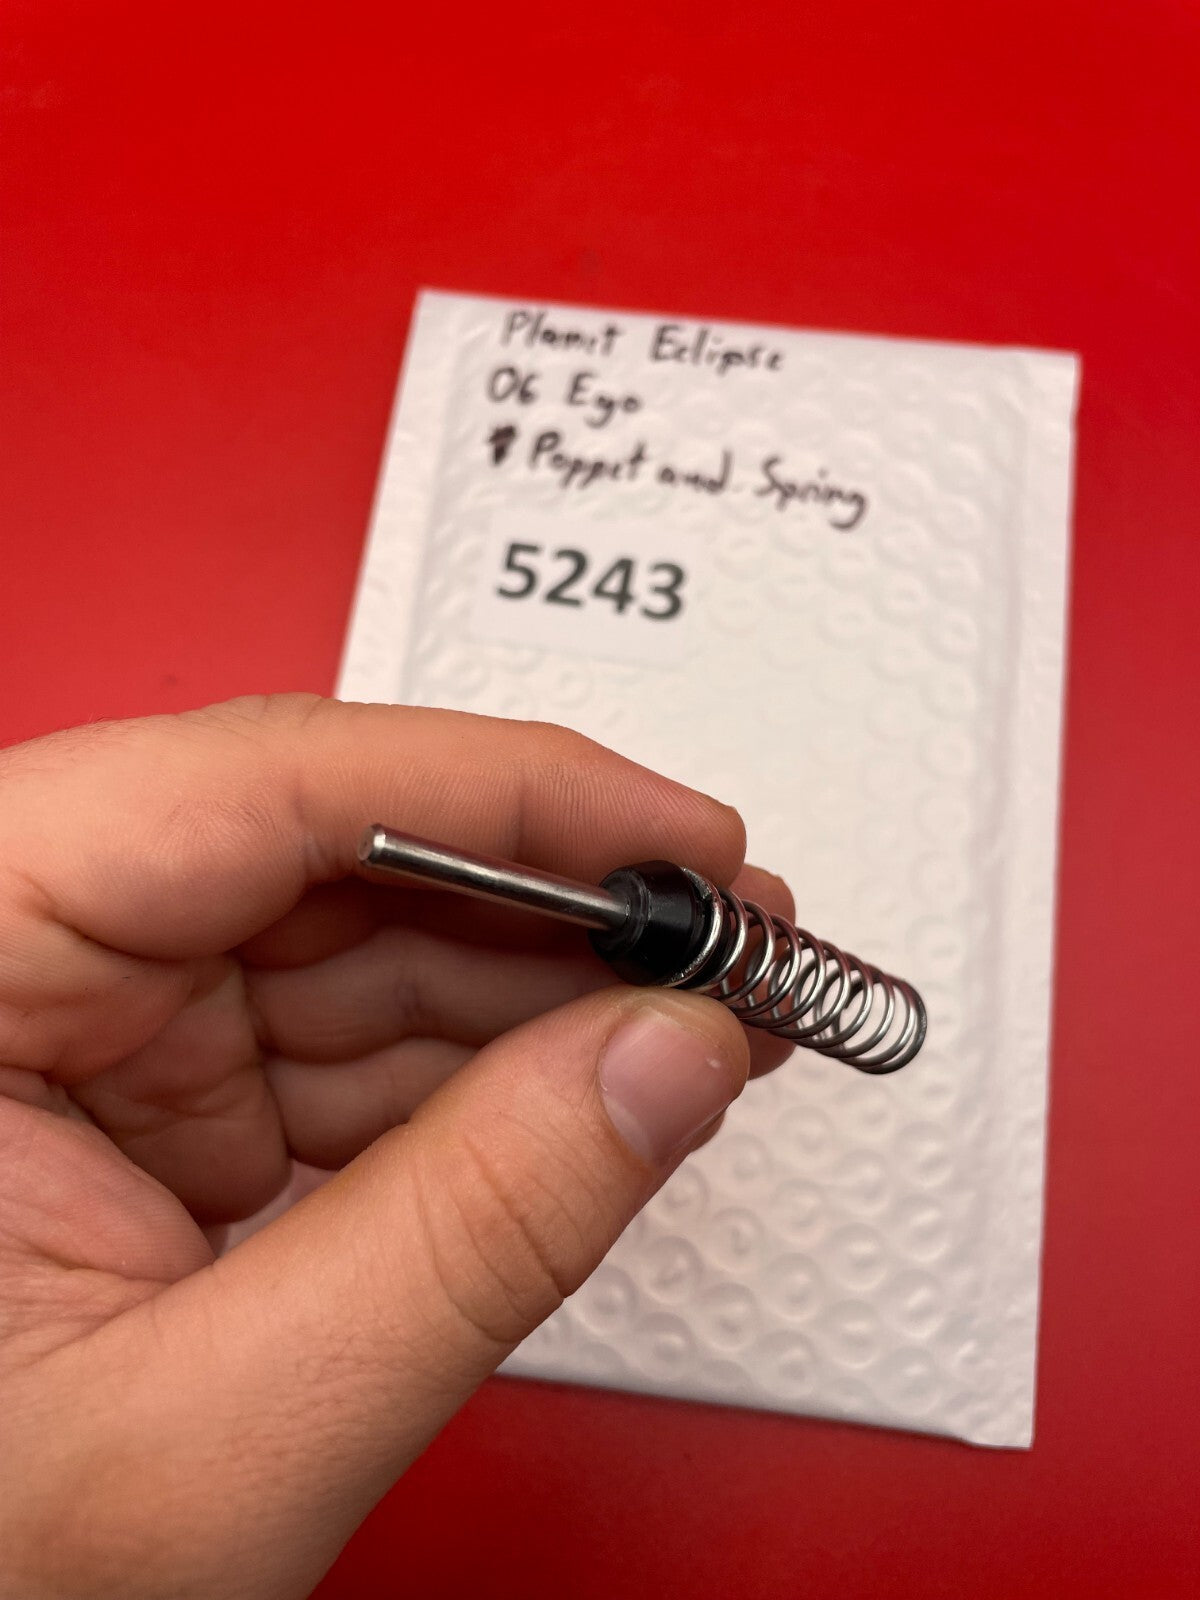 Planit Eclipse
06 Ego
Poppet and Spring
5243